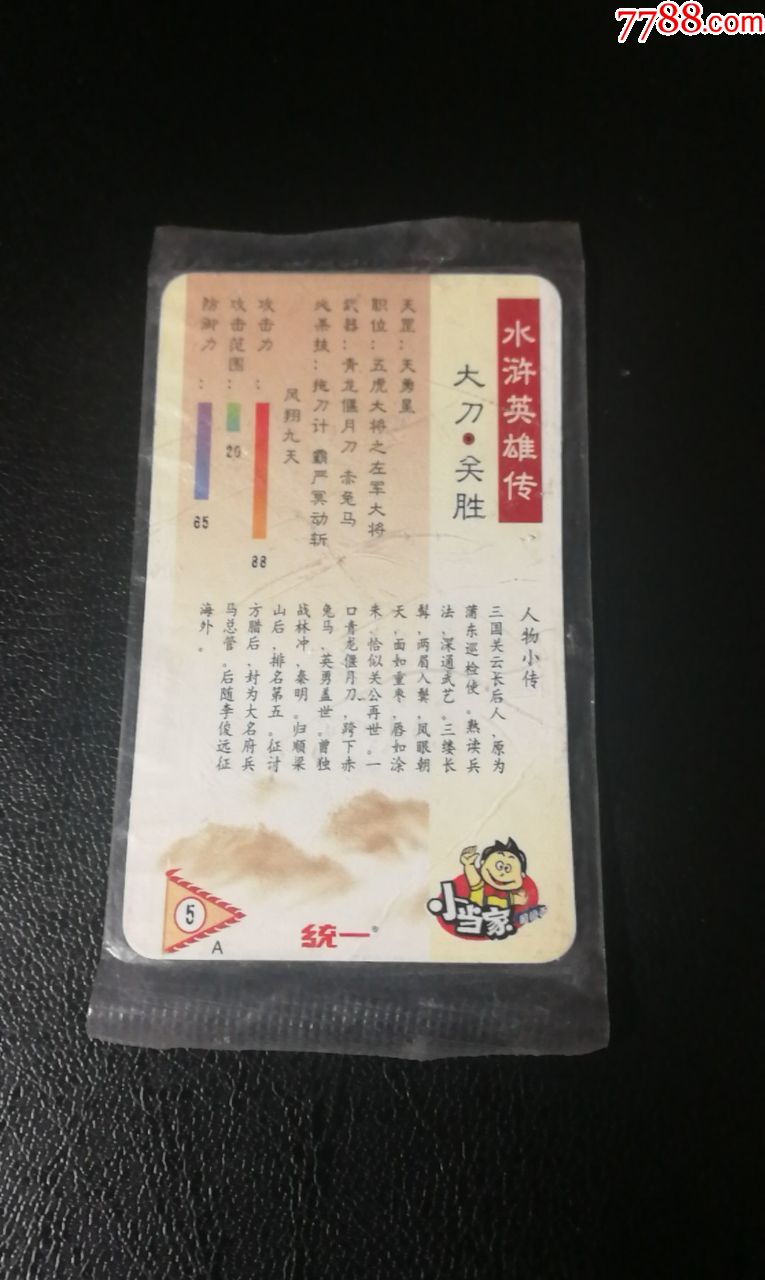 7788.com
水浒英雄传
大刀·关胜
天罡：天勇星
职位：五虎大将之左军大将
武器：青龙偃月刀 赤兔马
必杀技：拖刀计 霸严冥动斩
凤翔九天
攻击力：88
攻击范围：20
防御力：65
人物小传
三国关云长后人，原为
蒲东巡检使。熟读兵
法，深通武艺。三缕长
髯，两眉入鬓，凤眼朝
天，面如重枣，唇如涂
朱，恰似关公再世。一
口青龙偃月刀，跨下赤
兔马，英勇盖世。曾独
战林冲，秦明。归顺梁
山后，排名第五。征讨
方腊后，封为大名府兵
马总管。后随李俊远征
海外。
5
A
统一®
小当家